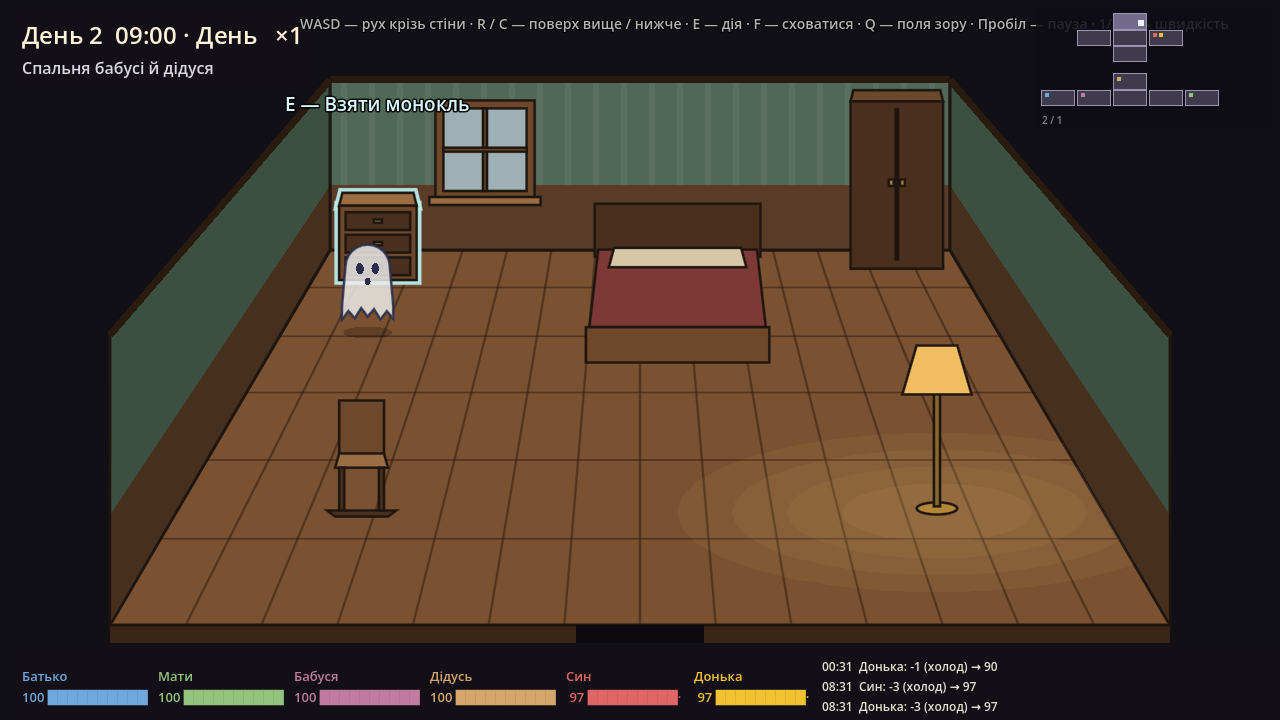 День 2 09:00 · День ×1
WASD — рух крізь стіни · R / C — поверх вище / нижче · E — дія · F — сховатися · Q — поля зору · Пробіл — пауза · 1/ швидкість
Спальня бабусі й дідуся
E — Взяти монокль
2 / 1
Батько
100
Мати
100
Бабуся
100
Дідусь
100
Син
97
Донька
97
00:31 Донька: -1 (холод) → 90
08:31 Син: -3 (холод) → 97
08:31 Донька: -3 (холод) → 97